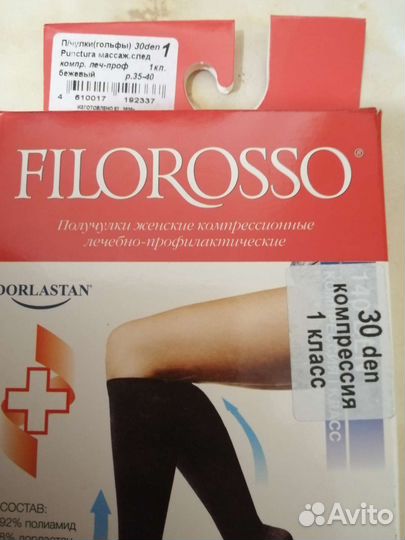 П/чулки(гольфы) 30den 1
Punctura массаж.след
компр. леч-проф 1кл.
бежевый р.35-40
4 610017 192337
FILOROSSO®
Получулки женские компрессионные
лечебно-профилактические
DORLASTAN®
30 den
компрессия
1 класс
СОСТАВ:
92% полиамид
Avito